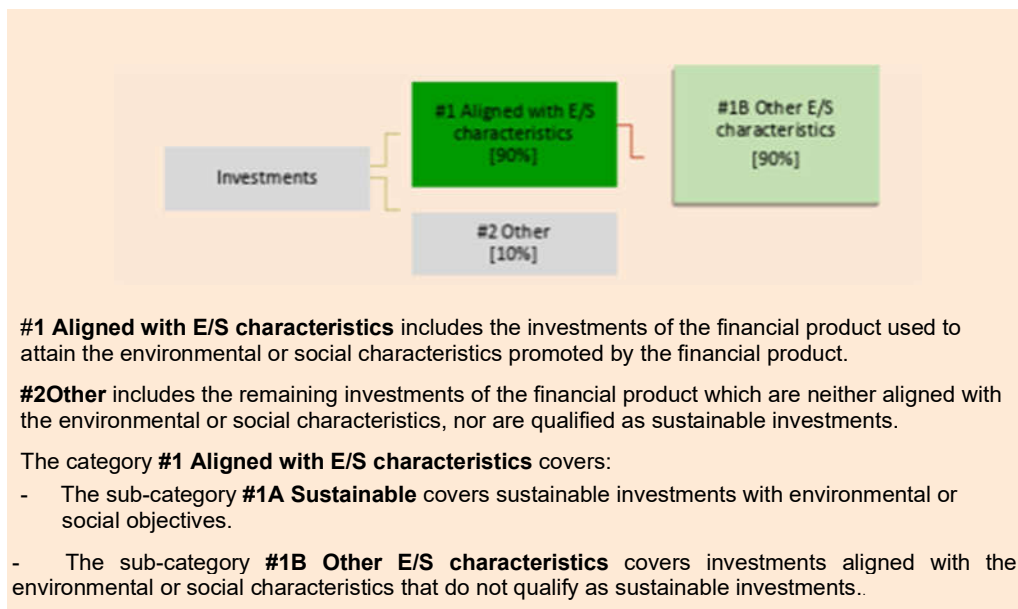 #1 Aligned with E/S
characteristics
[90%]
#1B Other E/S
characteristics
[90%]
Investments
#2 Other
[10%]
#1 Aligned with E/S characteristics includes the investments of the financial product used to
attain the environmental or social characteristics promoted by the financial product.
#2Other includes the remaining investments of the financial product which are neither aligned with
the environmental or social characteristics, nor are qualified as sustainable investments.
The category #1 Aligned with E/S characteristics covers:
- The sub-category #1A Sustainable covers sustainable investments with environmental or
social objectives.
- The sub-category #1B Other E/S characteristics covers investments aligned with the
environmental or social characteristics that do not qualify as sustainable investments..